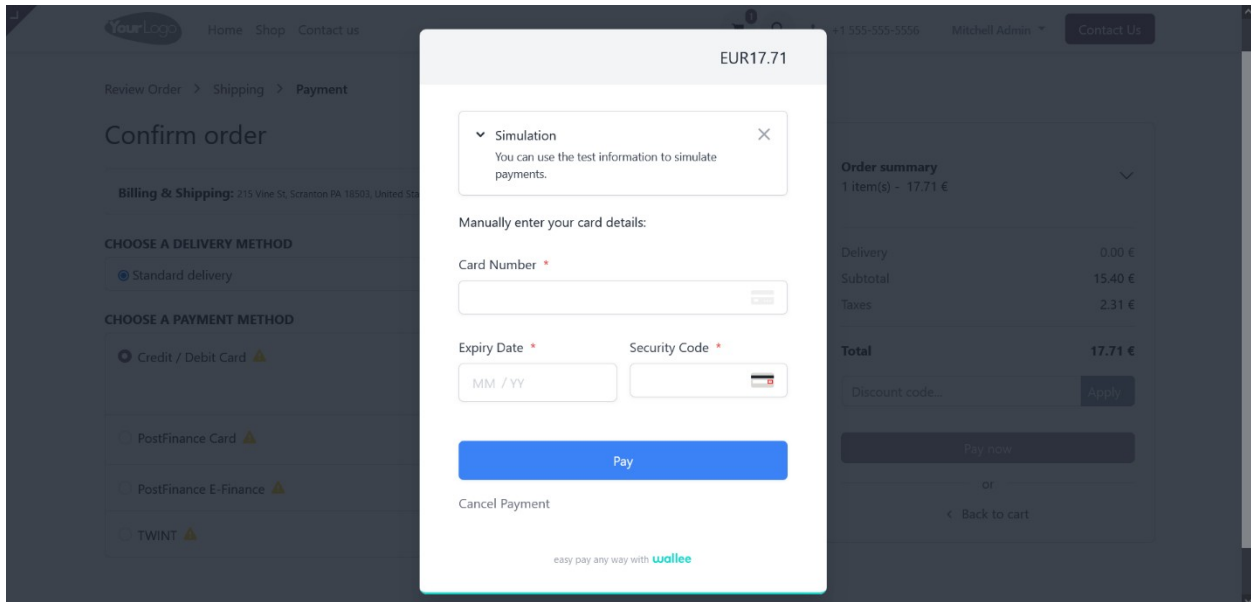 YourLogo
Home Shop Contact us
1
+1 555-555-5556
Mitchell Admin
Contact Us
Review Order > Shipping > Payment
Confirm order
Billing & Shipping: 215 Vine St, Scranton PA 18503, United Sta
CHOOSE A DELIVERY METHOD
Standard delivery
CHOOSE A PAYMENT METHOD
Credit / Debit Card
PostFinance Card
PostFinance E-Finance
TWINT
EUR17.71
Simulation
You can use the test information to simulate
payments.
Manually enter your card details:
Card Number *
Expiry Date * Security Code *
MM / YY
Pay
Cancel Payment
easy pay any way with wallee
Order summary
1 item(s) - 17.71 €
Delivery 0.00 €
Subtotal 15.40 €
Taxes 2.31 €
Total 17.71 €
Discount code... Apply
Pay now
or
< Back to cart